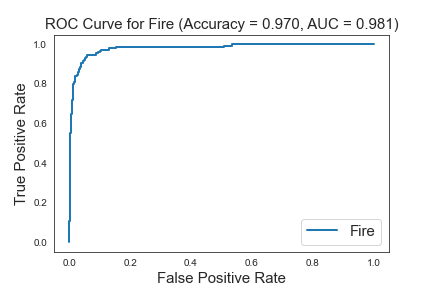 ROC Curve for Fire (Accuracy = 0.970, AUC = 0.981)
1.0
0.8
0.6
0.4
0.2
0.0
True Positive Rate
Fire
0.0 0.2 0.4 0.6 0.8 1.0
False Positive Rate